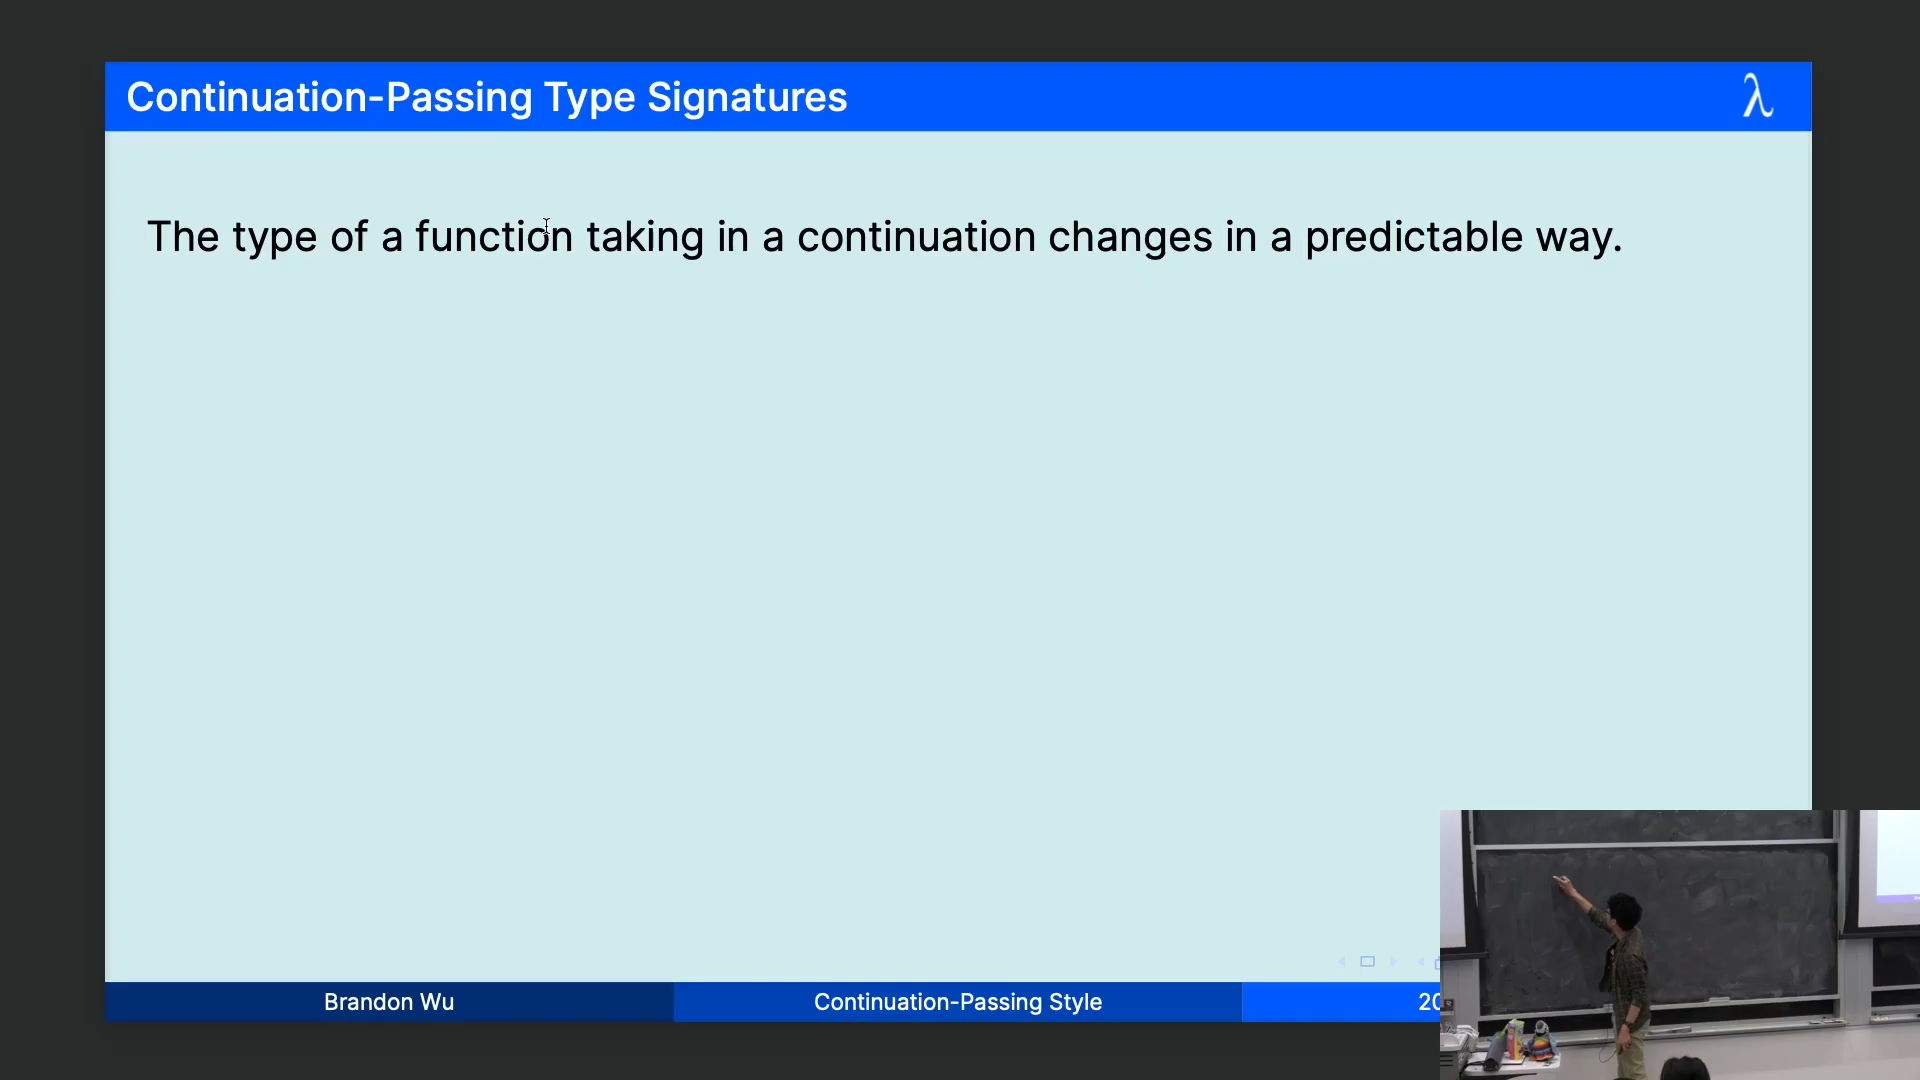 Continuation-Passing Type Signatures
λ
The type of a function taking in a continuation changes in a predictable way.
Brandon Wu
Continuation-Passing Style